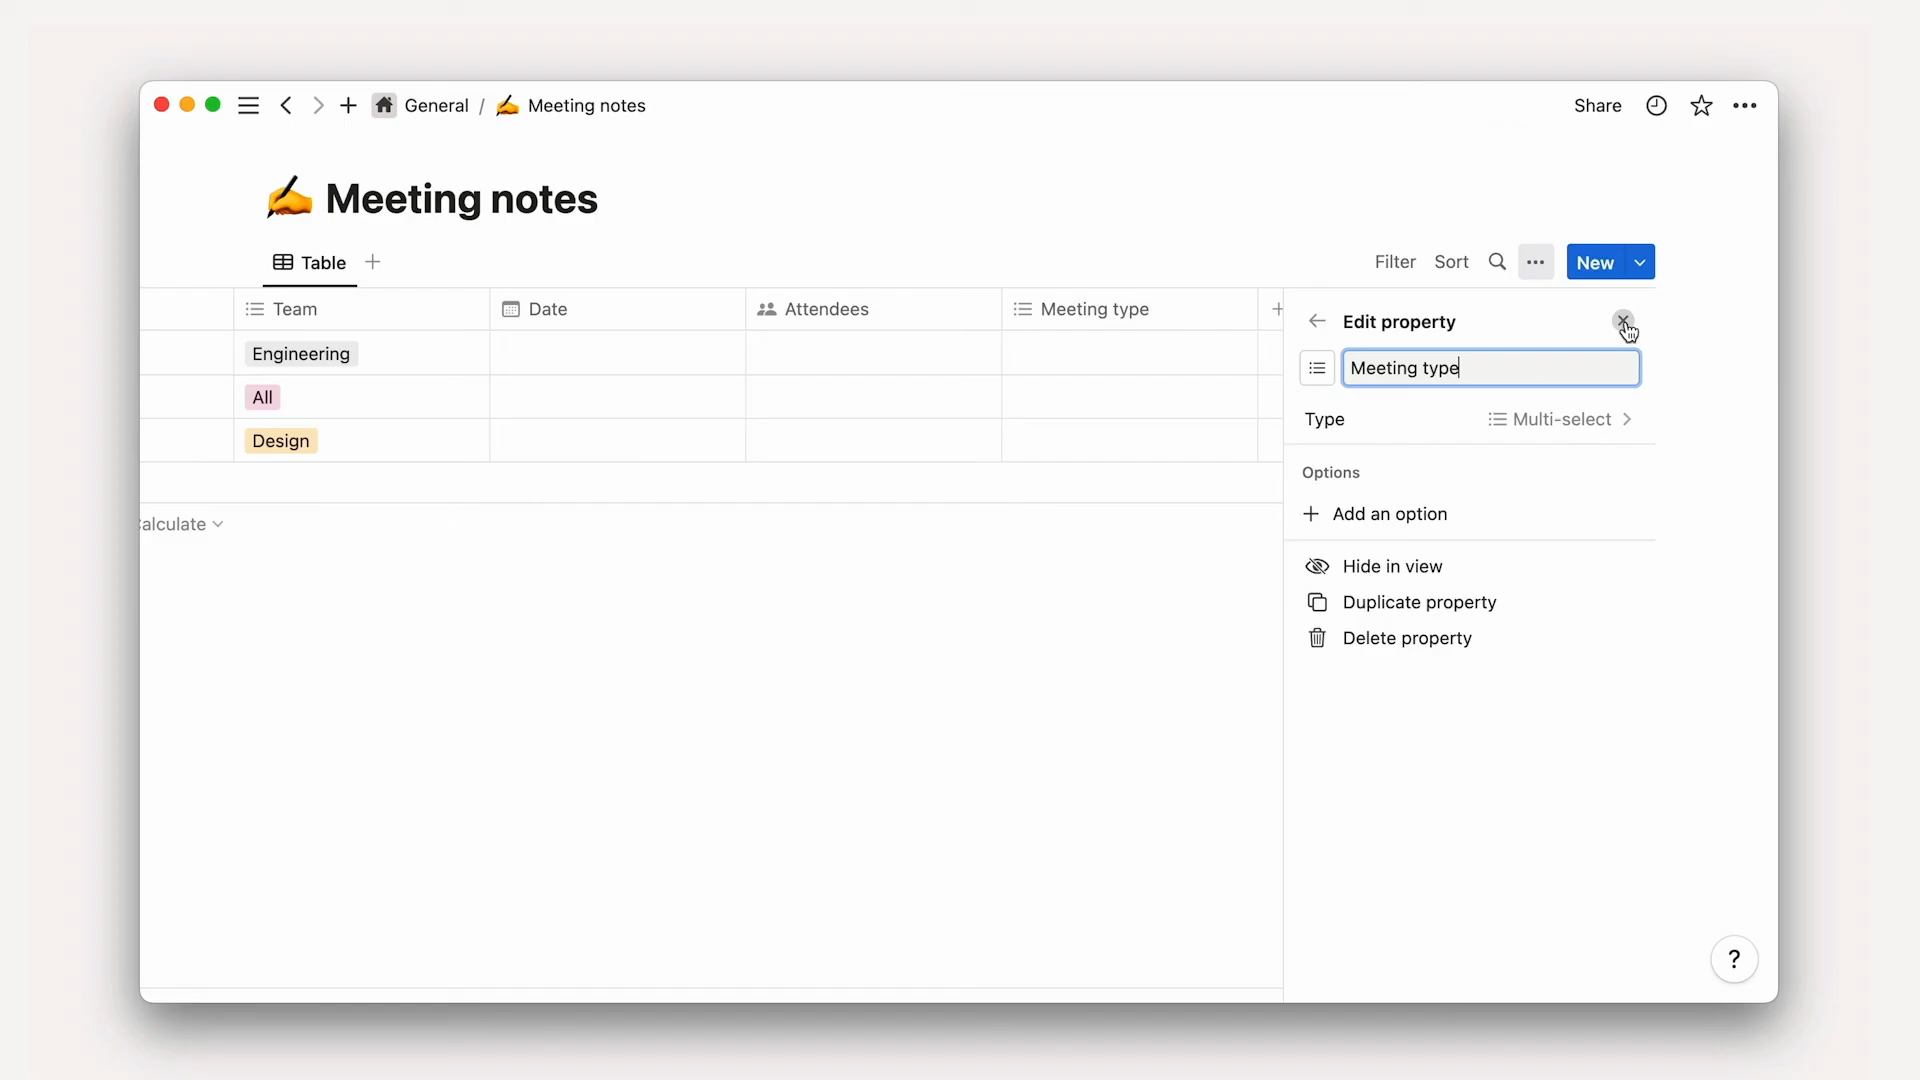 General / Meeting notes
Share
Meeting notes
Table
Filter Sort
New
Team Date Attendees Meeting type
Engineering
All
Design
alculate
Edit property
Meeting type
Type Multi-select
Options
Add an option
Hide in view
Duplicate property
Delete property
?